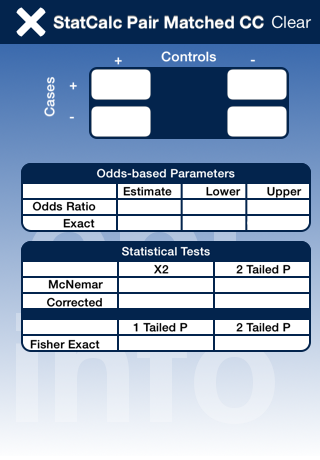 StatCalc Pair Matched CC Clear
Controls
+ -
Cases
+
-
Odds-based Parameters
Estimate Lower Upper
Odds Ratio
Exact
Statistical Tests
X2 2 Tailed P
McNemar
Corrected
1 Tailed P 2 Tailed P
Fisher Exact
info